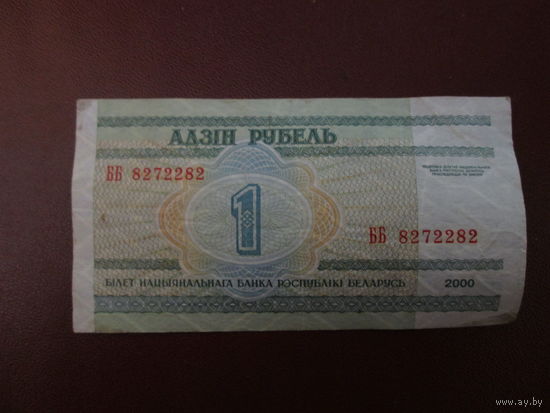 АДЗІН РУБЕЛЬ
ББ 8272282
1
ББ 8272282
БІЛЕТ НАЦЫЯНАЛЬНАГА БАНКА РЭСПУБЛІКІ БЕЛАРУСЬ 2000
www.ay.by